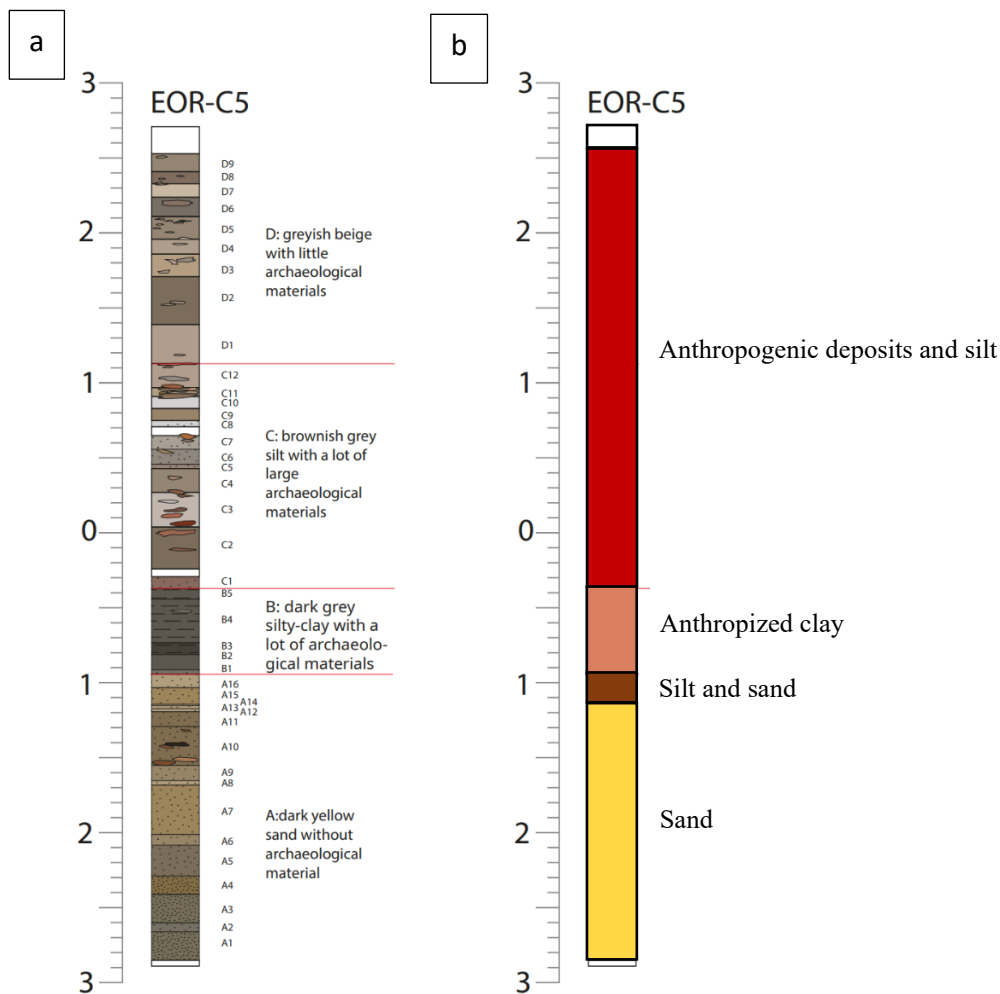 a
3
EOR-C5
D9
D8
D7
D6
D5
2
D4
D3
D2
D1
D: greyish beige
with little
archaeological
materials
C12
1
C11
C10
C9
C8
C7
C6
C5
C4
C3
0
C2
C1
C: brownish grey
silt with a lot of
large
archaeological
materials
B5
B4
B3
B2
B1
B: dark grey
silty-clay with a
lot of archaeolo-
gical materials
1
A16
A15
A14
A13
A12
A11
A10
A9
A8
A7
2
A6
A5
A4
A3
A2
A1
3
A:dark yellow
sand without
archaeological
material
b
3
EOR-C5
2
Anthropogenic deposits and silt
1
0
Anthropized clay
1
Silt and sand
Sand
2
3